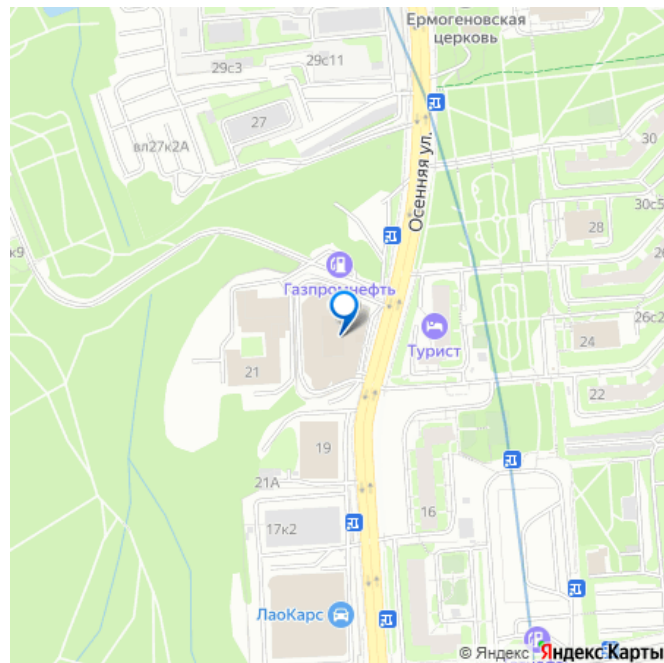 Ермогеновская
церковь
29с11
29с3
27
вл27к2А
30
Осенняя ул.
30с5
28
к9
26
Газпромнефть
26с2
Турист
24
21
22
19
21А
16
17к2
ЛаоКарс
© Яндекс Яндекс Карты